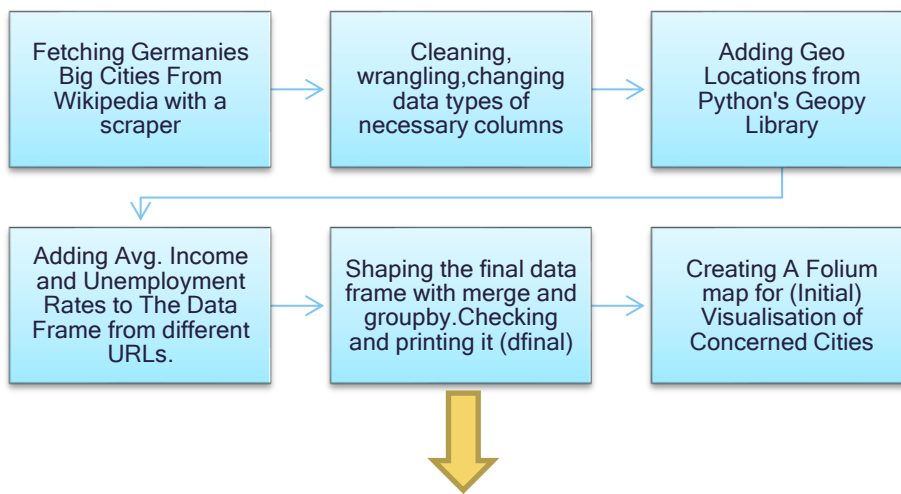 Fetching Germanies
Big Cities From
Wikipedia with a
scraper
Cleaning,
wrangling,changing
data types of
necessary columns
Adding Geo
Locations from
Python's Geopy
Library
Adding Avg. Income
and Unemployment
Rates to The Data
Frame from different
URLs.
Shaping the final data
frame with merge and
groupby.Checking
and printing it (dfinal)
Creating A Folium
map for (Initial)
Visualisation of
Concerned Cities